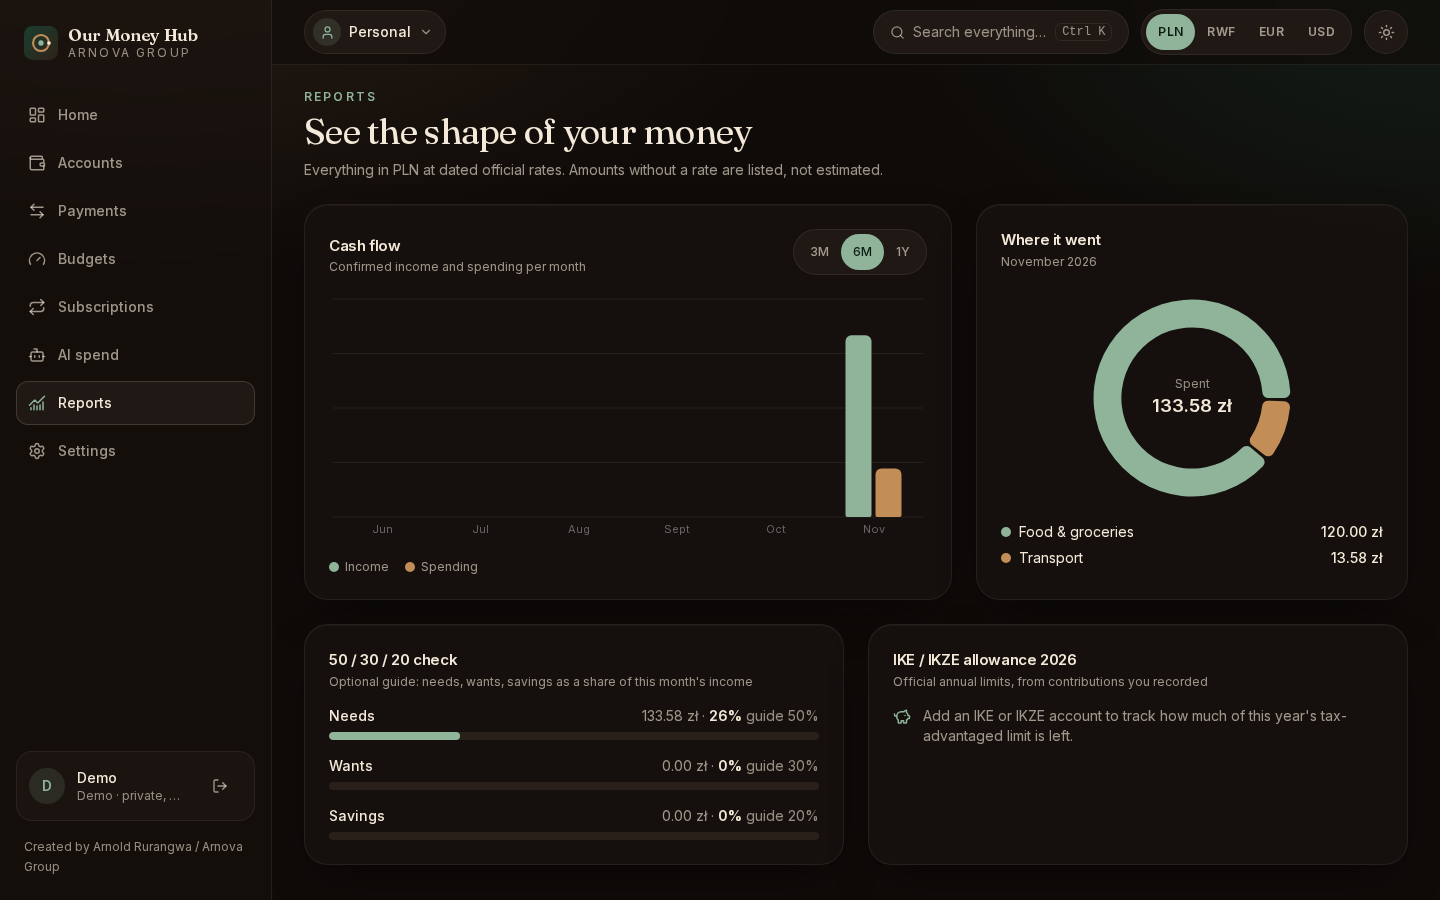 Our Money Hub
ARNOVA GROUP
Home
Accounts
Payments
Budgets
Subscriptions
AI spend
Reports
Settings
D
Demo
Demo · private, …
Created by Arnold Rurangwa / Arnova
Group
Personal
Search everything…
Ctrl K
PLN
RWF
EUR
USD
REPORTS
See the shape of your money
Everything in PLN at dated official rates. Amounts without a rate are listed, not estimated.
Cash flow
Confirmed income and spending per month
3M
6M
1Y
Jun
Jul
Aug
Sept
Oct
Nov
Income
Spending
Where it went
November 2026
Spent
133.58 zł
Food & groceries 120.00 zł
Transport 13.58 zł
50 / 30 / 20 check
Optional guide: needs, wants, savings as a share of this month's income
Needs 133.58 zł · 26% guide 50%
Wants 0.00 zł · 0% guide 30%
Savings 0.00 zł · 0% guide 20%
IKE / IKZE allowance 2026
Official annual limits, from contributions you recorded
Add an IKE or IKZE account to track how much of this year's tax-
advantaged limit is left.